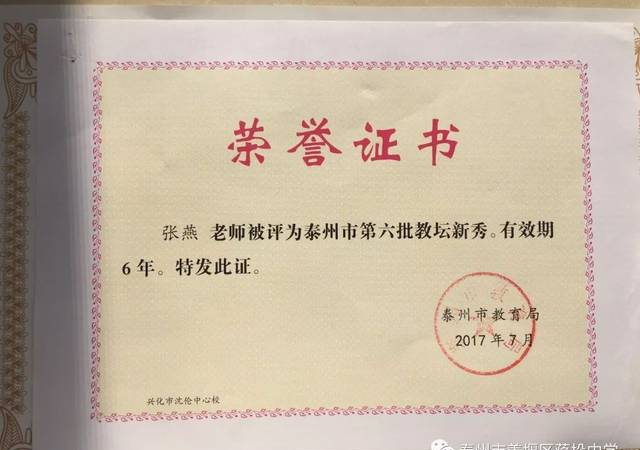 荣誉证书
张燕 老师被评为泰州市第六批教坛新秀。有效期
6年。特发此证。
泰州市教育局
2017年7月
兴化市沈伦中心校